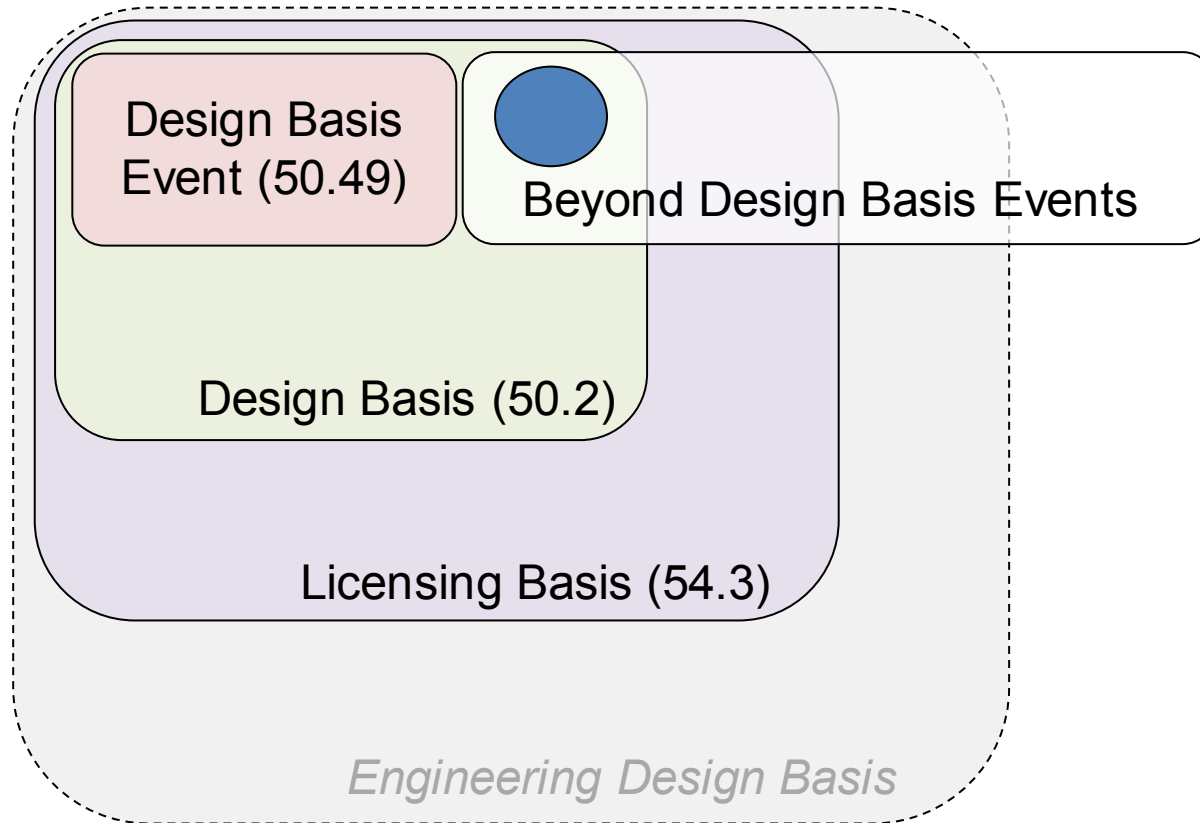 Design Basis
Event (50.49)
Beyond Design Basis Events
Design Basis (50.2)
Licensing Basis (54.3)
Engineering Design Basis